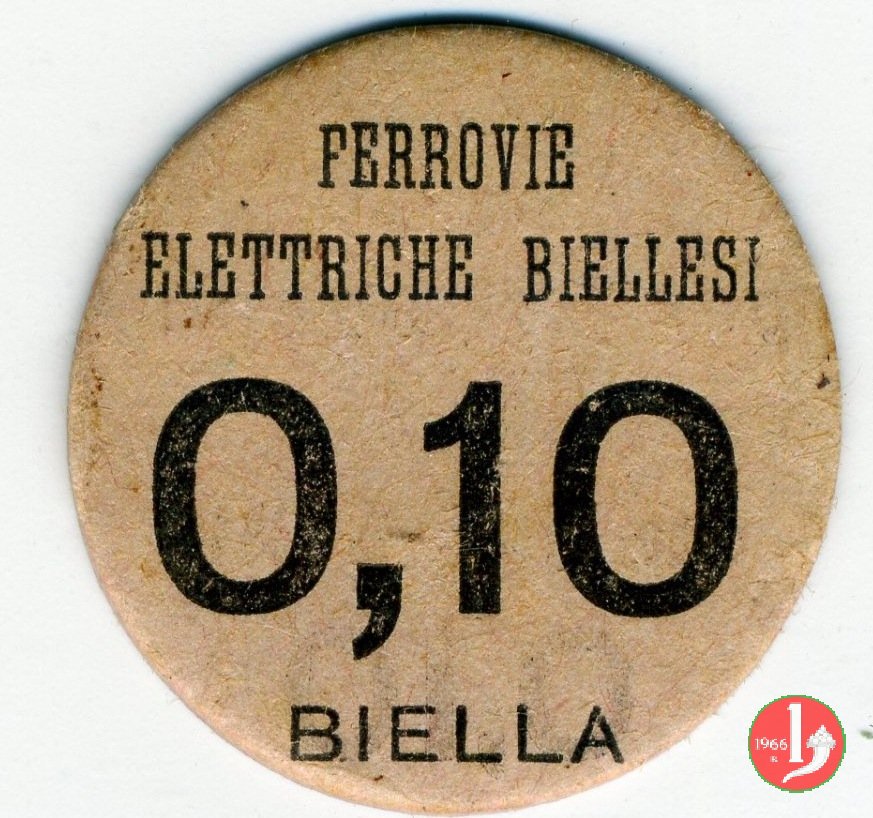 FERROVIE
ELETTRICHE BIELLESI
0,10
BIELLA
1966
R